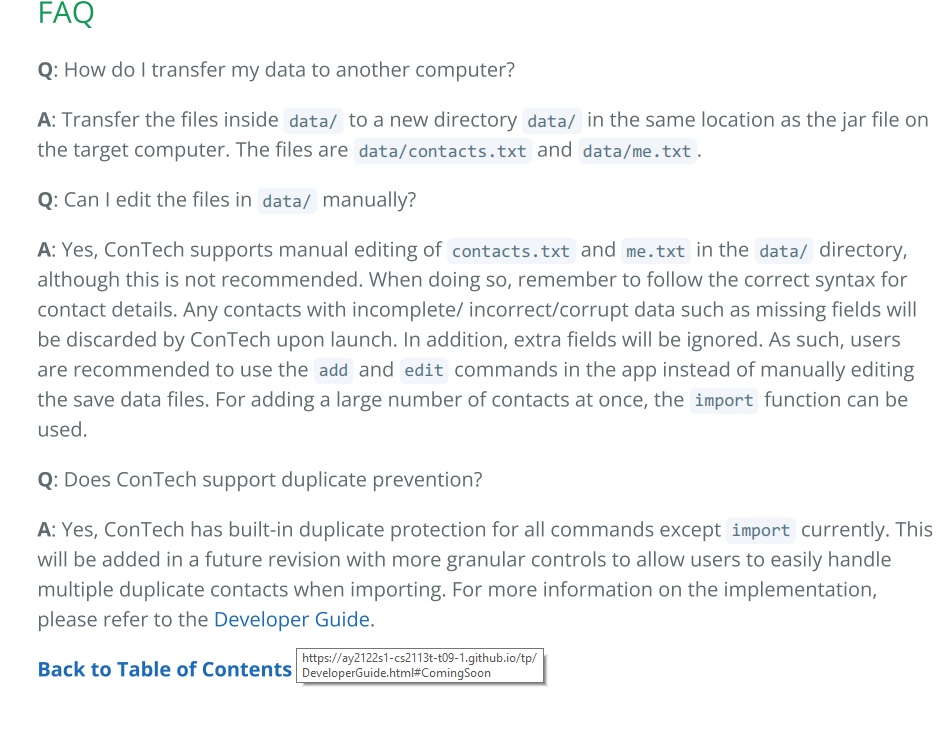 FAQ
Q: How do I transfer my data to another computer?
A: Transfer the files inside data/ to a new directory data/ in the same location as the jar file on
the target computer. The files are data/contacts.txt and data/me.txt.
Q: Can I edit the files in data/ manually?
A: Yes, ConTech supports manual editing of contacts.txt and me.txt in the data/ directory,
although this is not recommended. When doing so, remember to follow the correct syntax for
contact details. Any contacts with incomplete/ incorrect/corrupt data such as missing fields will
be discarded by ConTech upon launch. In addition, extra fields will be ignored. As such, users
are recommended to use the add and edit commands in the app instead of manually editing
the save data files. For adding a large number of contacts at once, the import function can be
used.
Q: Does ConTech support duplicate prevention?
A: Yes, ConTech has built-in duplicate protection for all commands except import currently. This
will be added in a future revision with more granular controls to allow users to easily handle
multiple duplicate contacts when importing. For more information on the implementation,
please refer to the Developer Guide.
Back to Table of Contents
https://ay2122s1-cs2113t-t09-1.github.io/tp/
DeveloperGuide.html#ComingSoon